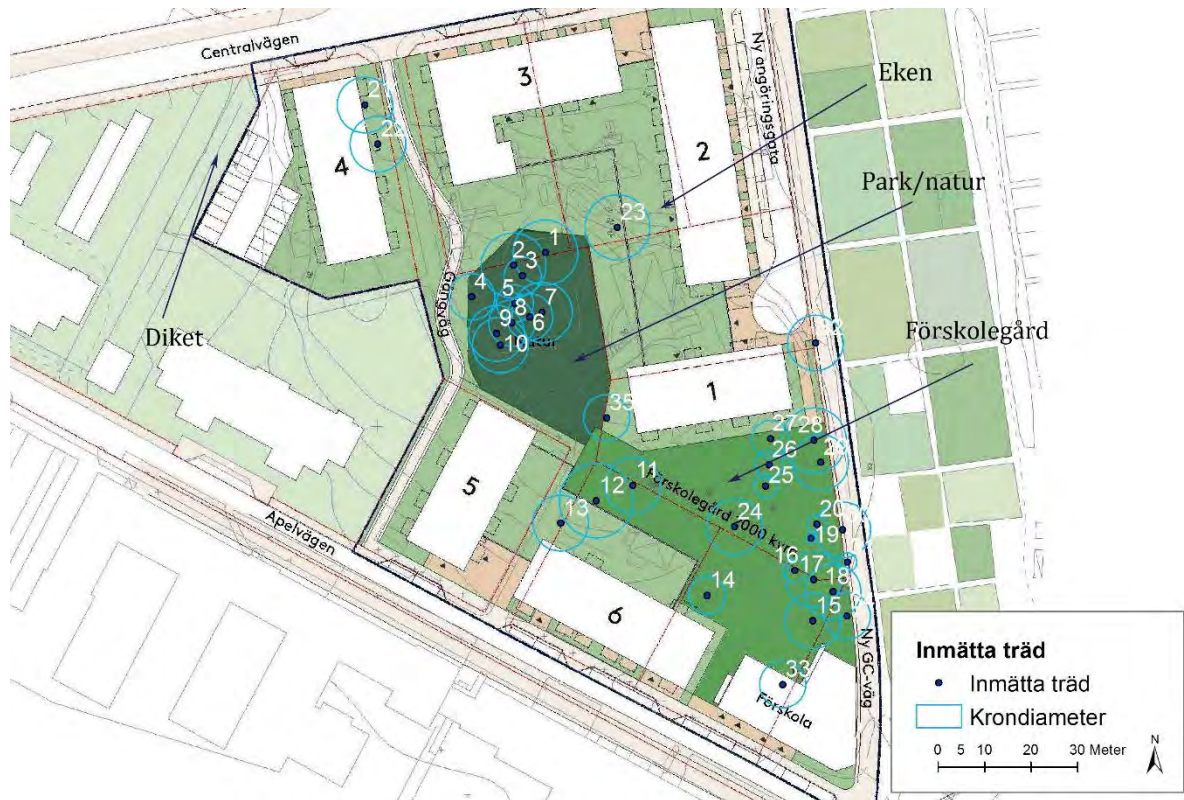 Centralvägen
Ny angöringsgata
Eken
Park/natur
Förskolegård
Diket
Gångväg
Apelvägen
Förskolegård
Förskola
Ny GC-väg
3
4
2
1
5
6
21
22
23
1
2
3
4
5
7
8
6
9
10
35
11
12
13
24
14
27
28
26
25
20
19
16
17
18
15
33
Inmätta träd
Inmätta träd
Krondiameter
0 5 10 20 30 Meter
N